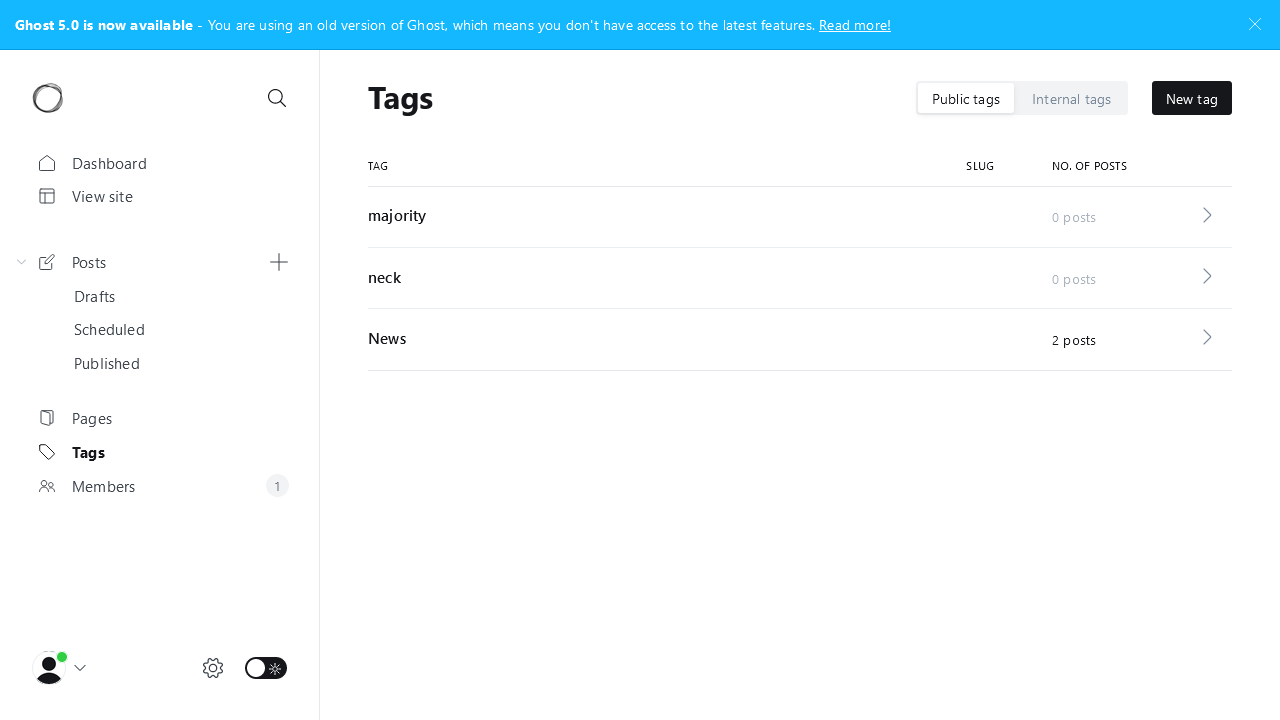 Ghost 5.0 is now available - You are using an old version of Ghost, which means you don't have access to the latest features. Read more!
Tags
Public tags
Internal tags
New tag
Dashboard
View site
Posts
Drafts
Scheduled
Published
Pages
Tags
Members
1
TAG
SLUG
NO. OF POSTS
majority
0 posts
neck
0 posts
News
2 posts